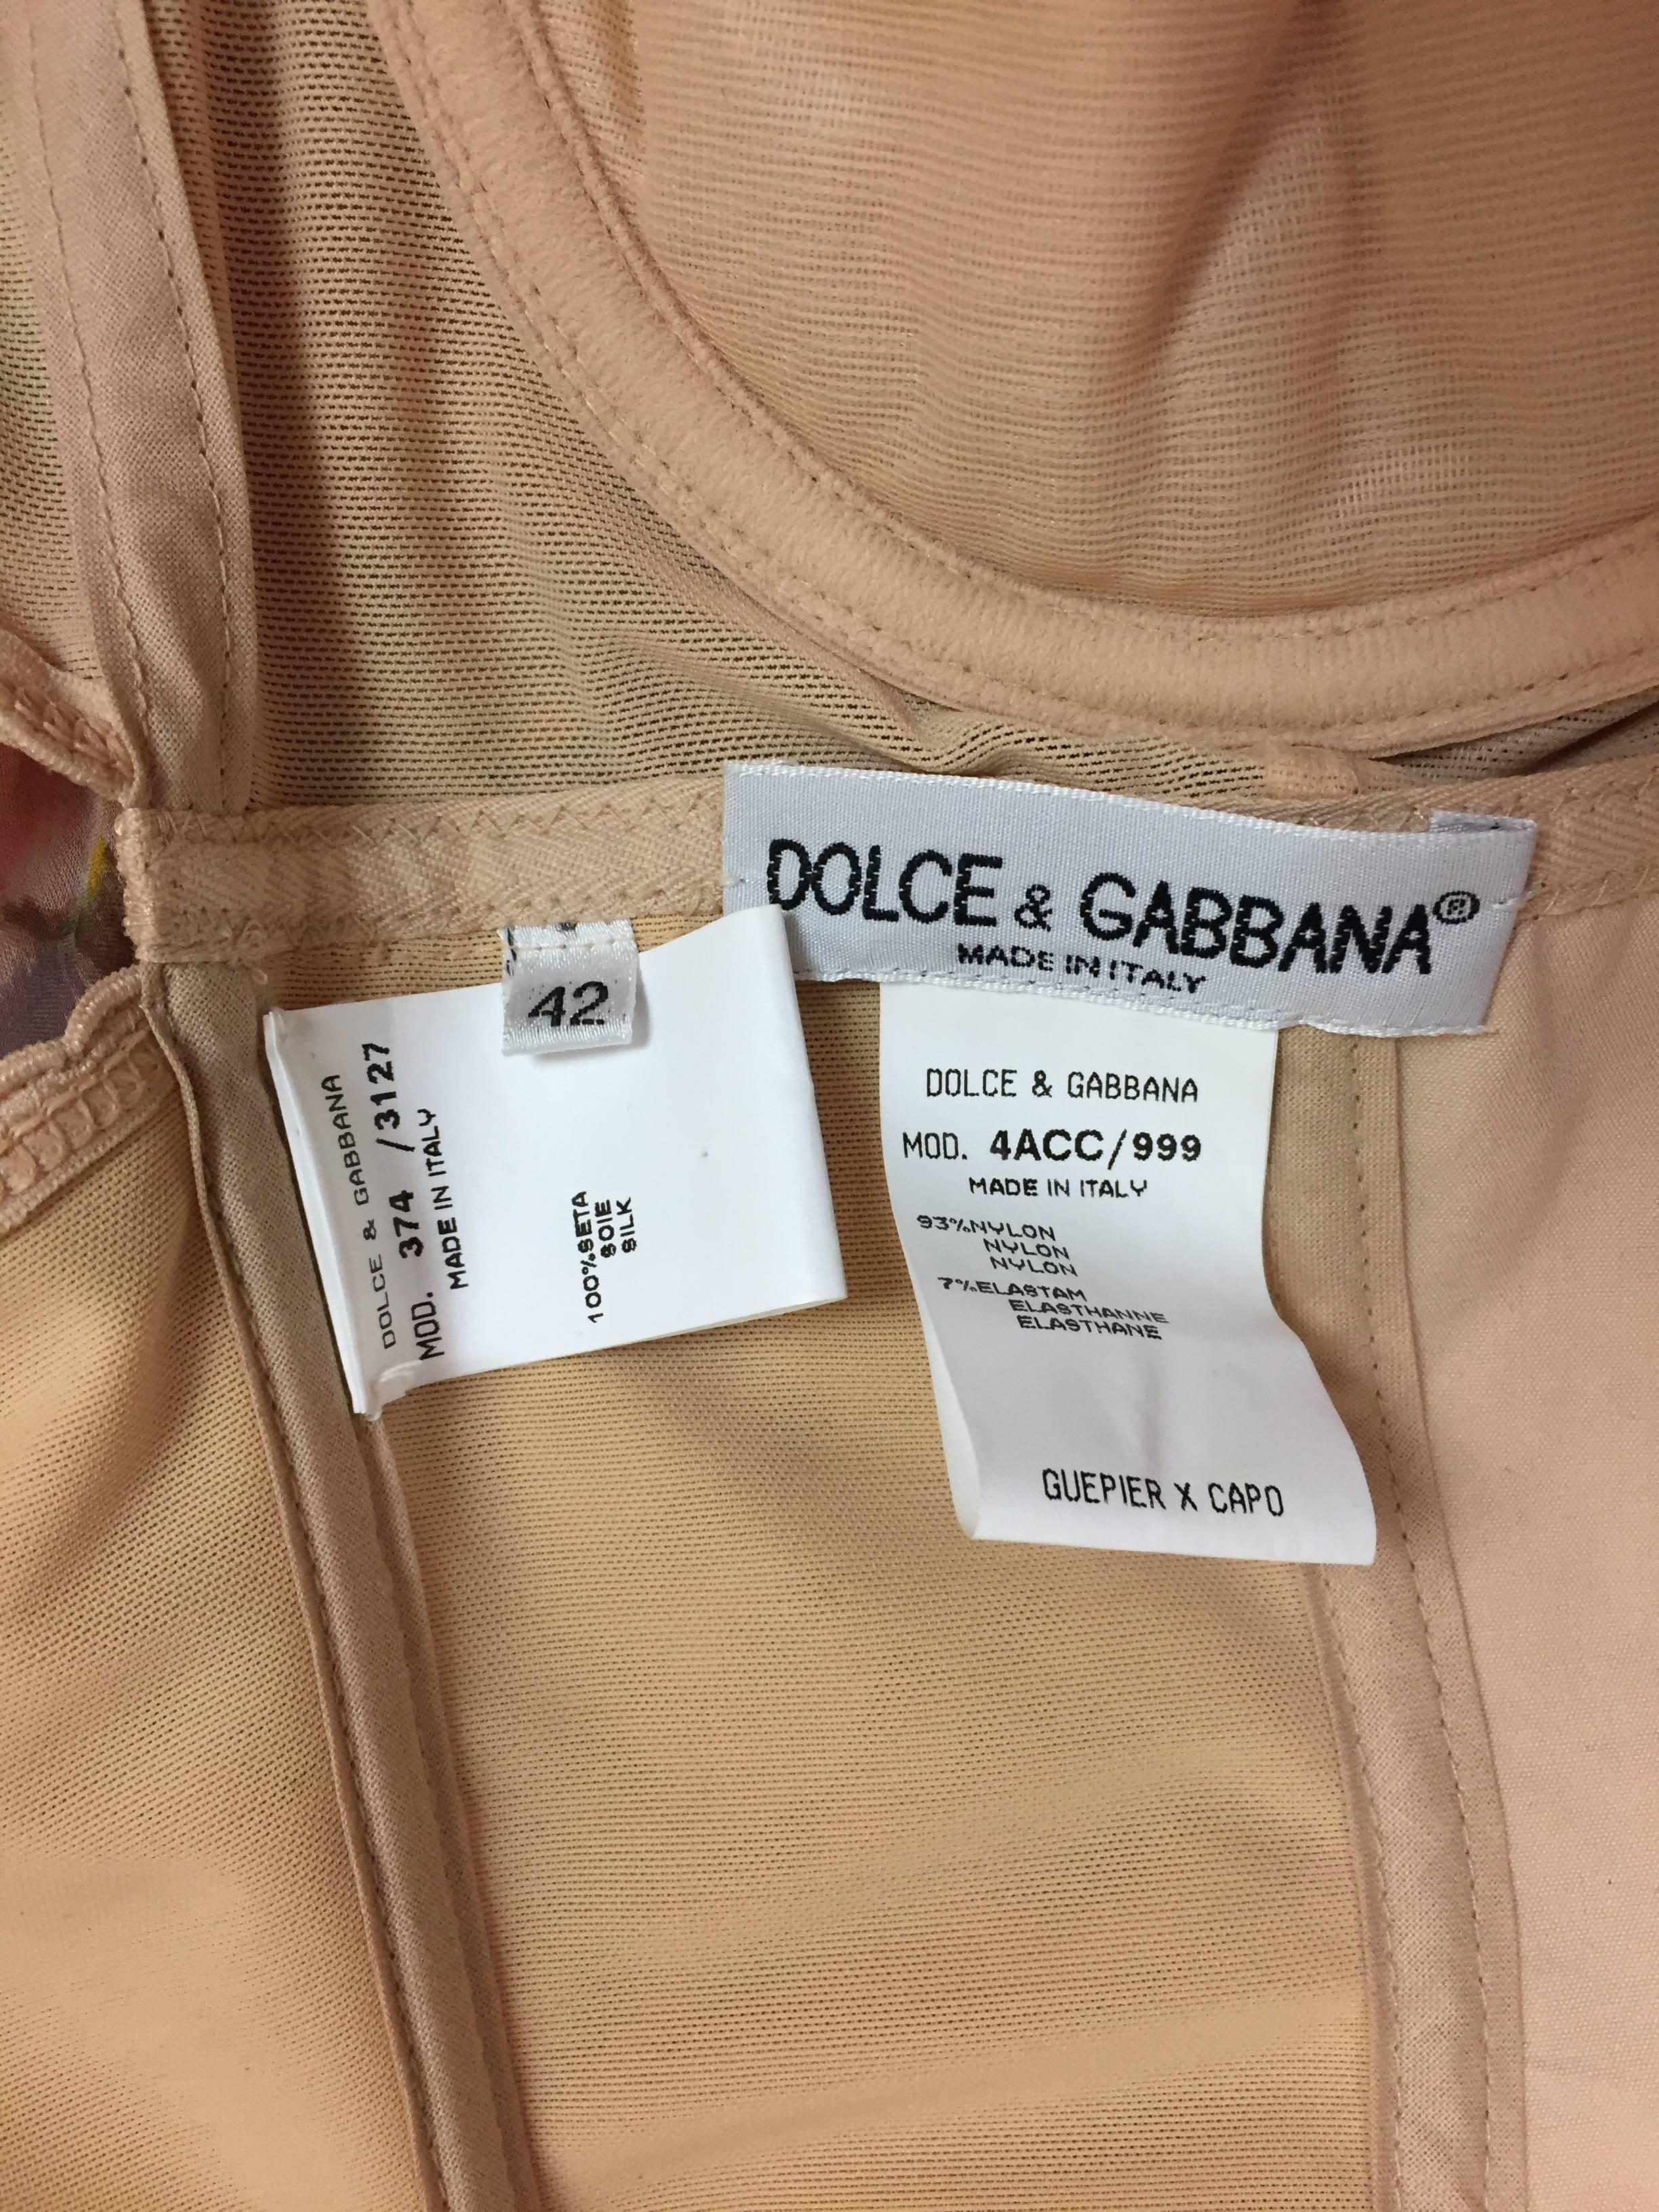 DOLCE & GABBANA®
MADE IN ITALY
42
DOLCE & GABBANA
MOD. 374 /3127
MADE IN ITALY
100%SETA
SOIE
SILK
DOLCE & GABBANA
MOD. 4ACC/999
MADE IN ITALY
93%NYLON
NYLON
NYLON
7%ELASTAM
ELASTHANNE
ELASTHANE
GUEPIER X CAPO